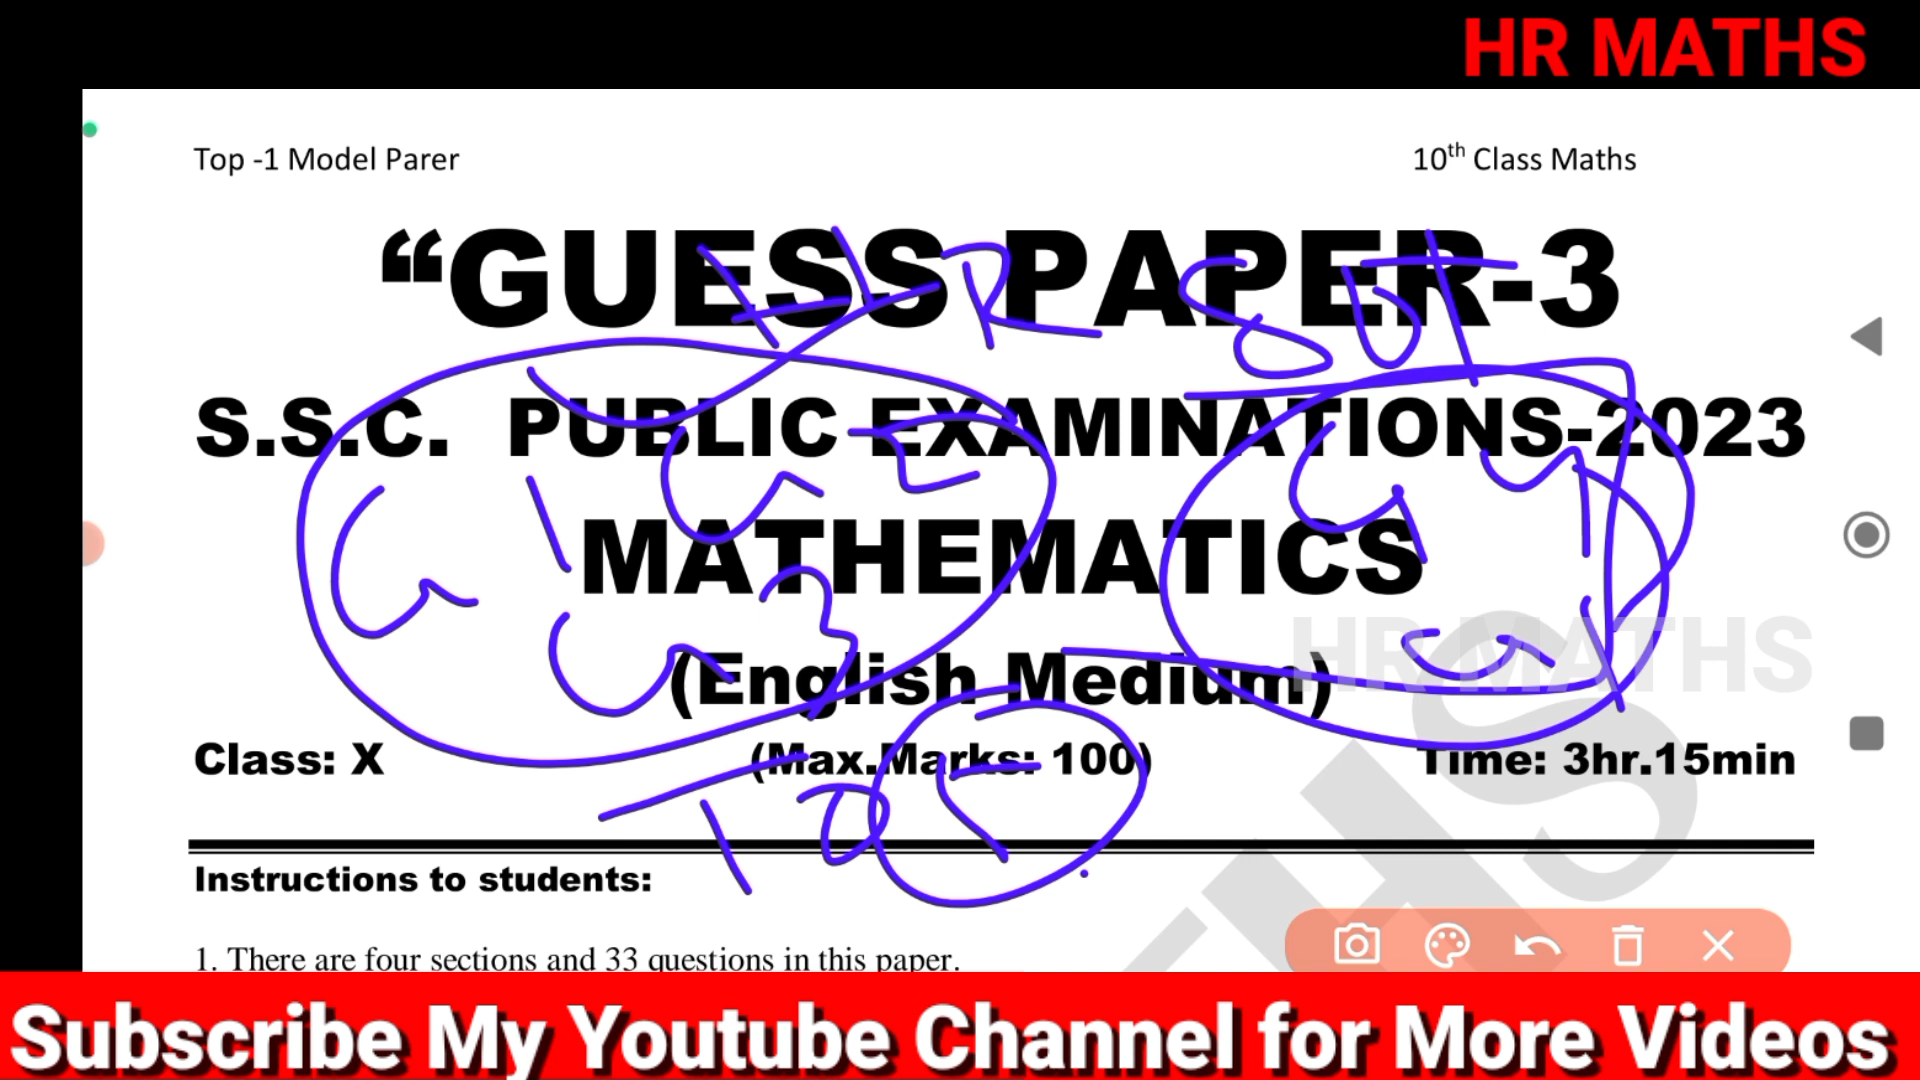 HR MATHS
Top -1 Model Parer 10th Class Maths
“GUESS PAPER-3
S.S.C. PUBLIC EXAMINATIONS-2023
MATHEMATICS
(English Medium)
HR MATHS
Class: X (Max.Marks: 100) Time: 3hr.15min
Instructions to students:
1. There are four sections and 33 questions in this paper.
Subscribe My Youtube Channel for More Videos